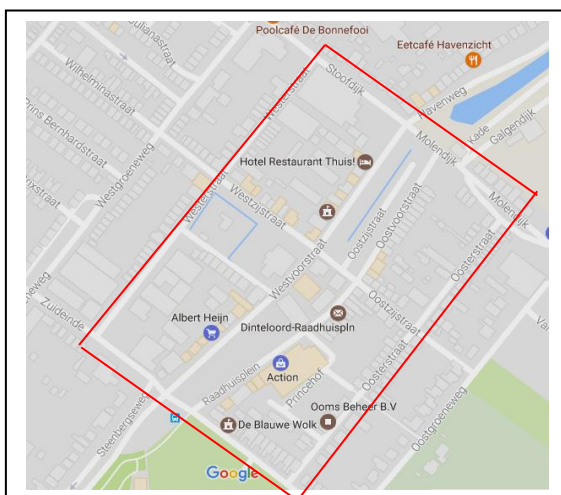 Poolcafé De Bonnefooi
Eetcafé Havenzicht
Julianastraat
Wilhelminastraat
Prins Bernhardstraat
Westgroeneweg
Westerstraat
Stoofdijk
Havenweg
Kade
Galgendijk
Molendijk
Molendijk
Hotel Restaurant Thuis!
Westerstraat
Westzijstraat
Westvoorstraat
Oostzijstraat
Oostvoorstraat
Oosterstraat
Zuideinde
Albert Heijn
Dinteloord-Raadhuispln
Oostzijstraat
Action
Raadhuisplein
Princehof
Oosterstraat
Ooms Beheer B.V
De Blauwe Wolk
Steenbergseweg
Oostgroeneweg
Google